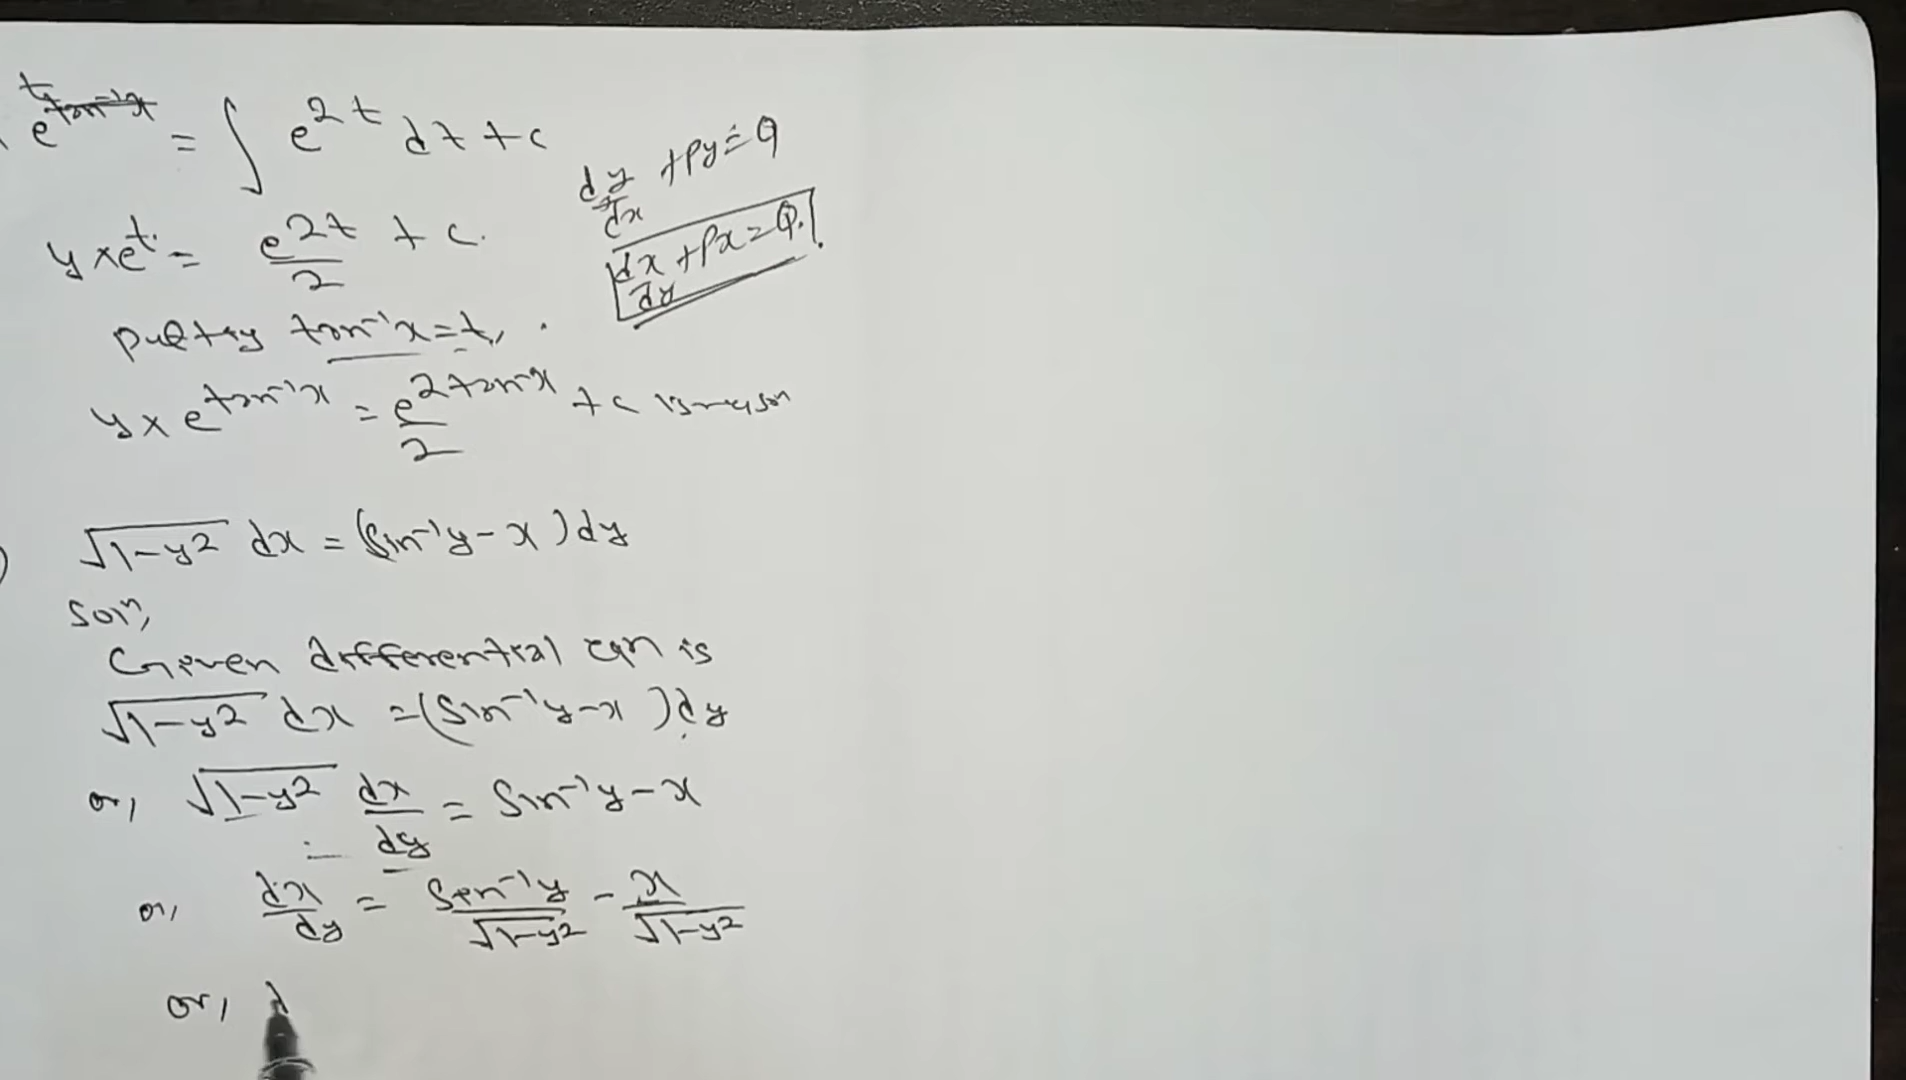 e^t tan⁻¹x = ∫ e^2t dt + c
dy/dx + Py = Q
y × e^t = e^2t/2 + c.
dx/dy + Px = Q.
tan⁻¹x = t,
y × e^tan⁻¹x = e^2tan⁻¹x/2 + c
√1-y² dx = (Sin⁻¹y - x) dy
Solⁿ,
Given differential eqn is
√1-y² dx = (Sin⁻¹y - x) dy
or, √1-y² dx/dy = Sin⁻¹y - x
or, dx/dy = Sin⁻¹y/√1-y² - x/√1-y²
or, d